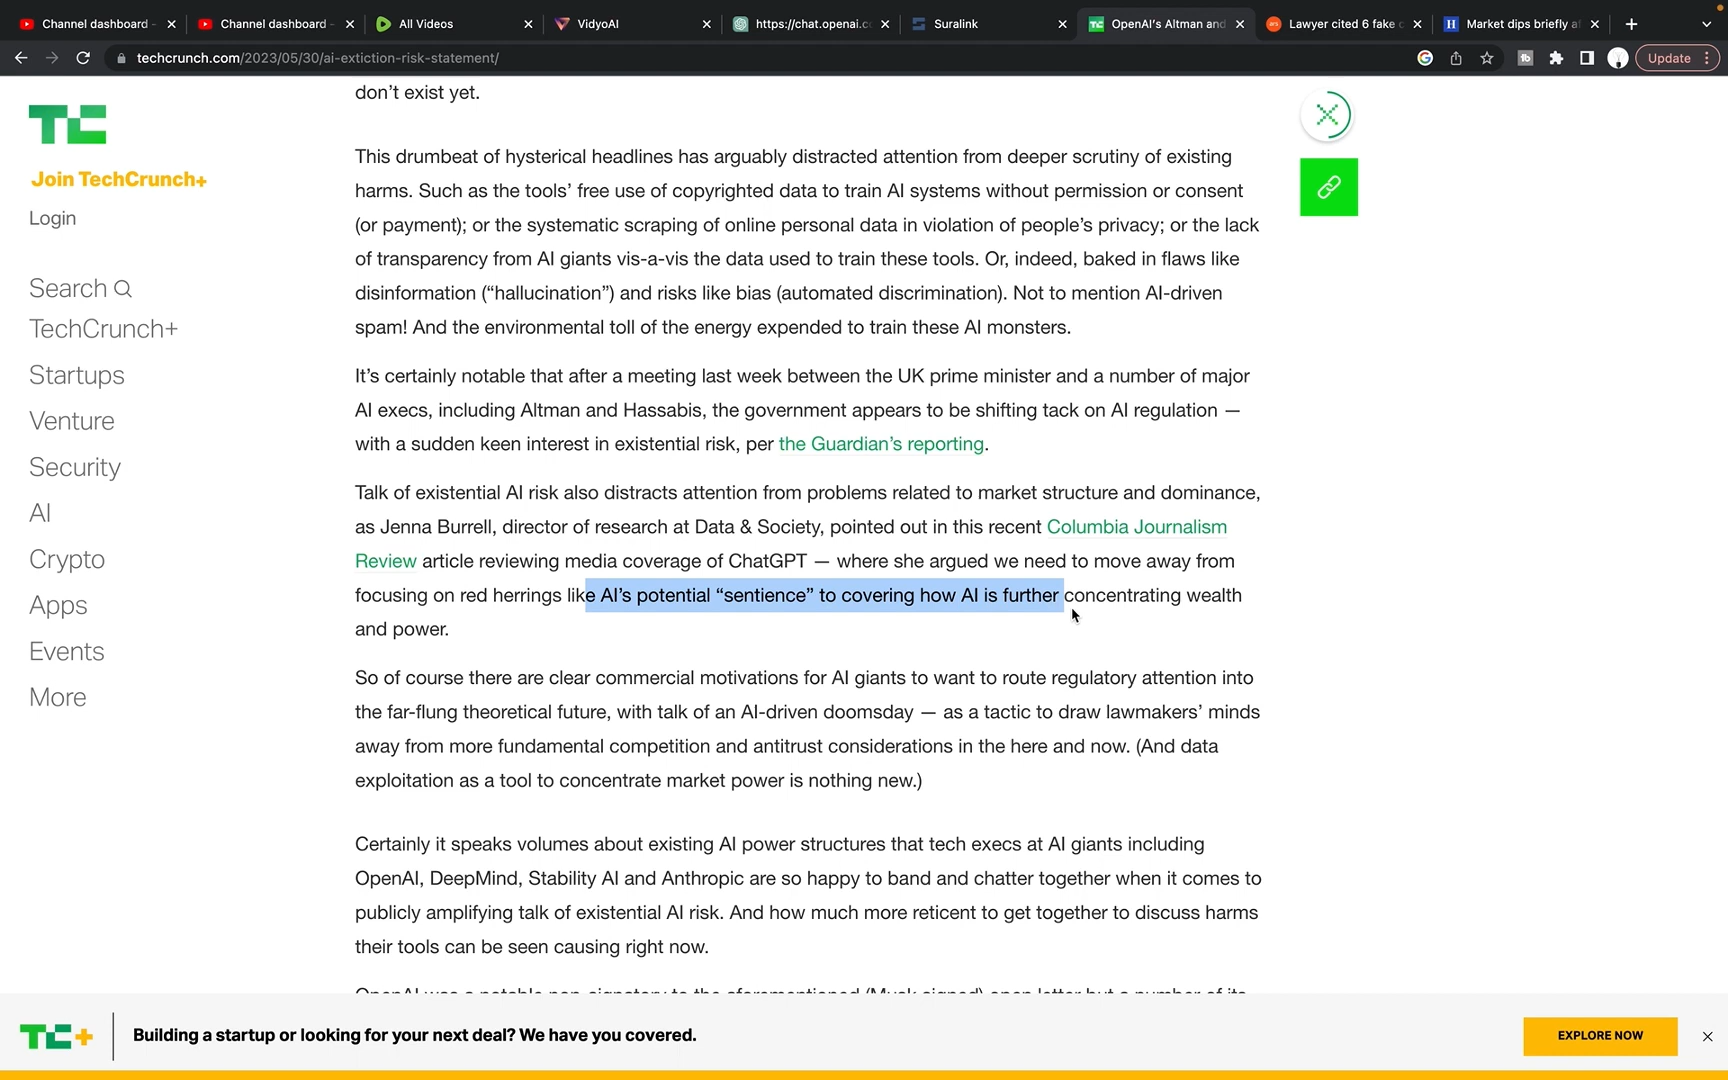 Channel dashboard -
Channel dashboard -
All Videos
VidyoAI
https://chat.openai.c
Suralink
OpenAI's Altman and
Lawyer cited 6 fake c
Market dips briefly a
techcrunch.com/2023/05/30/ai-extiction-risk-statement/
Update
TC
Join TechCrunch+
Login
Search
TechCrunch+
Startups
Venture
Security
AI
Crypto
Apps
Events
More
don't exist yet.
This drumbeat of hysterical headlines has arguably distracted attention from deeper scrutiny of existing
harms. Such as the tools' free use of copyrighted data to train AI systems without permission or consent
(or payment); or the systematic scraping of online personal data in violation of people's privacy; or the lack
of transparency from AI giants vis-a-vis the data used to train these tools. Or, indeed, baked in flaws like
disinformation (“hallucination”) and risks like bias (automated discrimination). Not to mention AI-driven
spam! And the environmental toll of the energy expended to train these AI monsters.
It's certainly notable that after a meeting last week between the UK prime minister and a number of major
AI execs, including Altman and Hassabis, the government appears to be shifting tack on AI regulation —
with a sudden keen interest in existential risk, per the Guardian's reporting.
Talk of existential AI risk also distracts attention from problems related to market structure and dominance,
as Jenna Burrell, director of research at Data & Society, pointed out in this recent Columbia Journalism
Review article reviewing media coverage of ChatGPT — where she argued we need to move away from
focusing on red herrings like AI's potential “sentience” to covering how AI is further concentrating wealth
and power.
So of course there are clear commercial motivations for AI giants to want to route regulatory attention into
the far-flung theoretical future, with talk of an AI-driven doomsday — as a tactic to draw lawmakers' minds
away from more fundamental competition and antitrust considerations in the here and now. (And data
exploitation as a tool to concentrate market power is nothing new.)
Certainly it speaks volumes about existing AI power structures that tech execs at AI giants including
OpenAI, DeepMind, Stability AI and Anthropic are so happy to band and chatter together when it comes to
publicly amplifying talk of existential AI risk. And how much more reticent to get together to discuss harms
their tools can be seen causing right now.
OpenAI was a notable non-signatory to the aforementioned (Musk signed) open letter but a number of its
TC+
Building a startup or looking for your next deal? We have you covered.
EXPLORE NOW